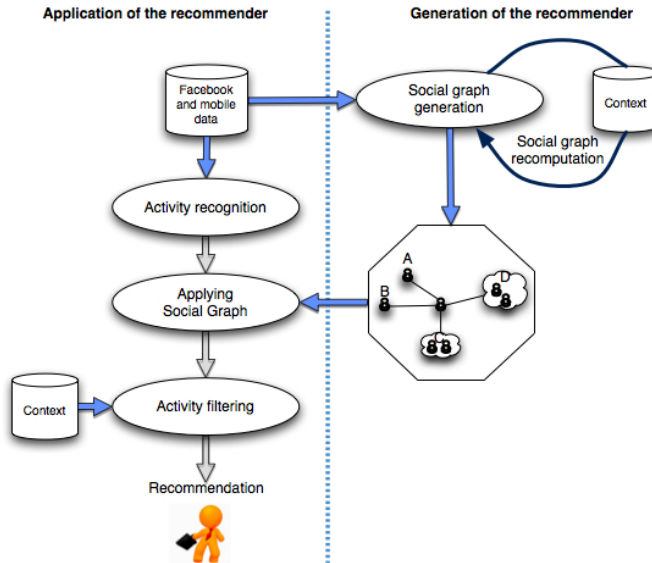 Application of the recommender
Generation of the recommender
Facebook
and mobile
data
Social graph
generation
Context
Social graph
recomputation
Activity recognition
A
B
D
C
Applying
Social Graph
Context
Activity filtering
Recommendation